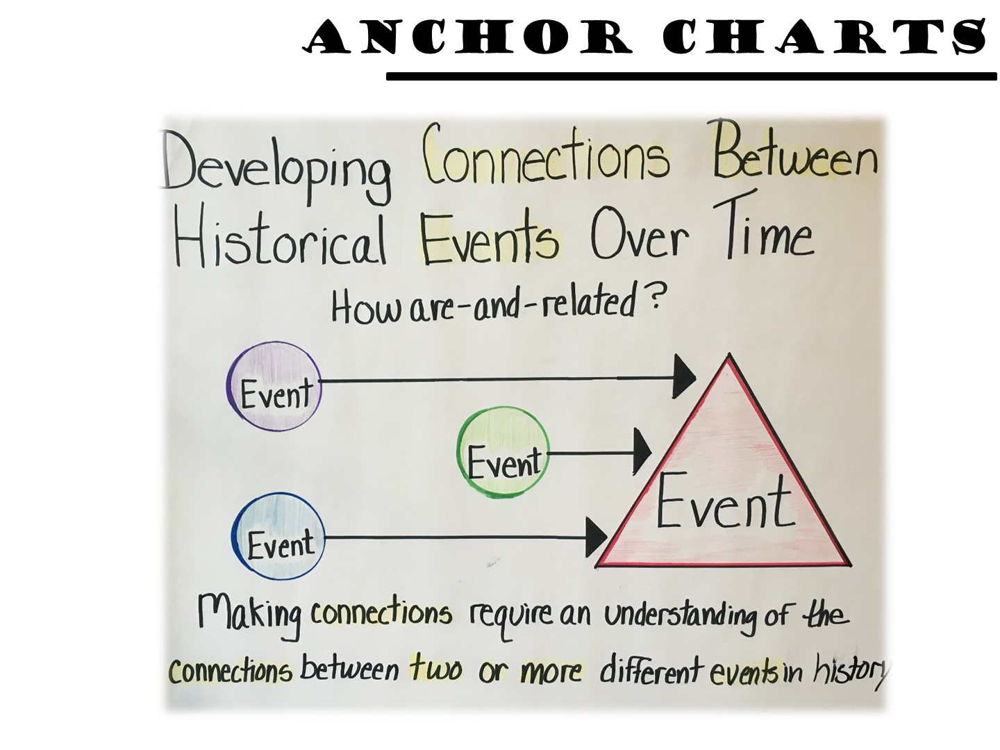 ANCHOR CHARTS
Developing Connections Between
Historical Events Over Time
How are-and-related?
Event
Event
Event
Event
Making connections require an understanding of the
connections between two or more different events in history